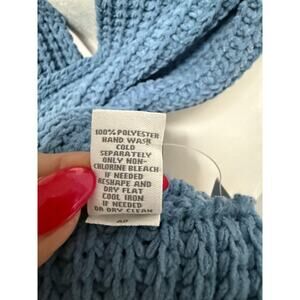 100% POLYESTER
HAND WASH
COLD
SEPARATELY
ONLY NON-
CHLORINE BLEACH
IF NEEDED
RESHAPE AND
DRY FLAT
COOL IRON
IF NEEDED
OR DRY CLEAN